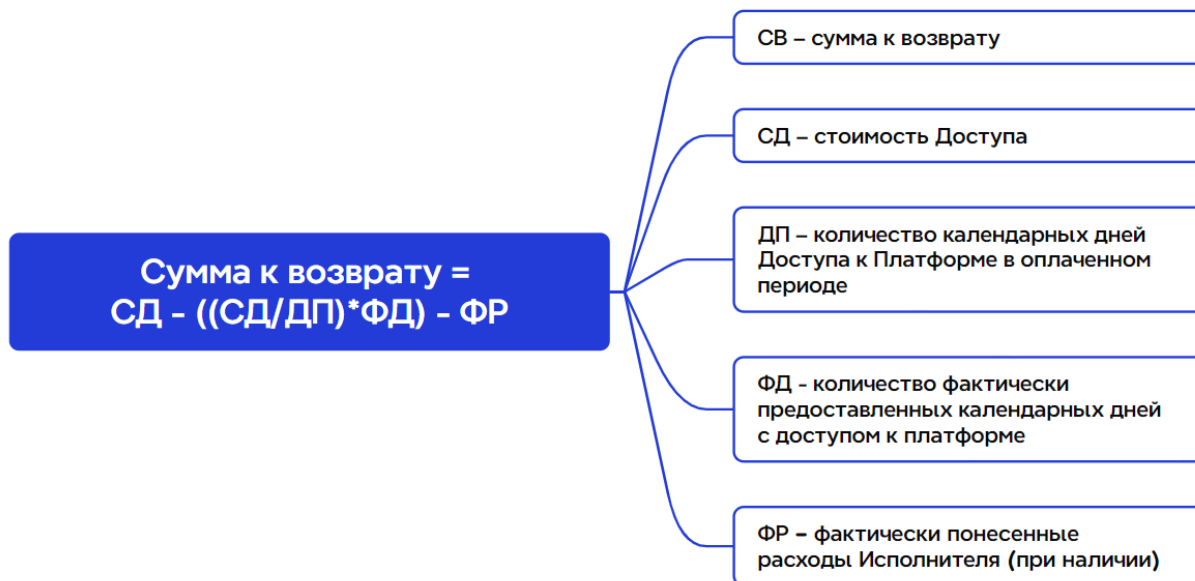 Сумма к возврату =
СД - ((СД/ДП)*ФД) - ФР
СВ – сумма к возврату
СД – стоимость Доступа
ДП – количество календарных дней
Доступа к Платформе в оплаченном
периоде
ФД - количество фактически
предоставленных календарных дней
с доступом к платформе
ФР – фактически понесенные
расходы Исполнителя (при наличии)